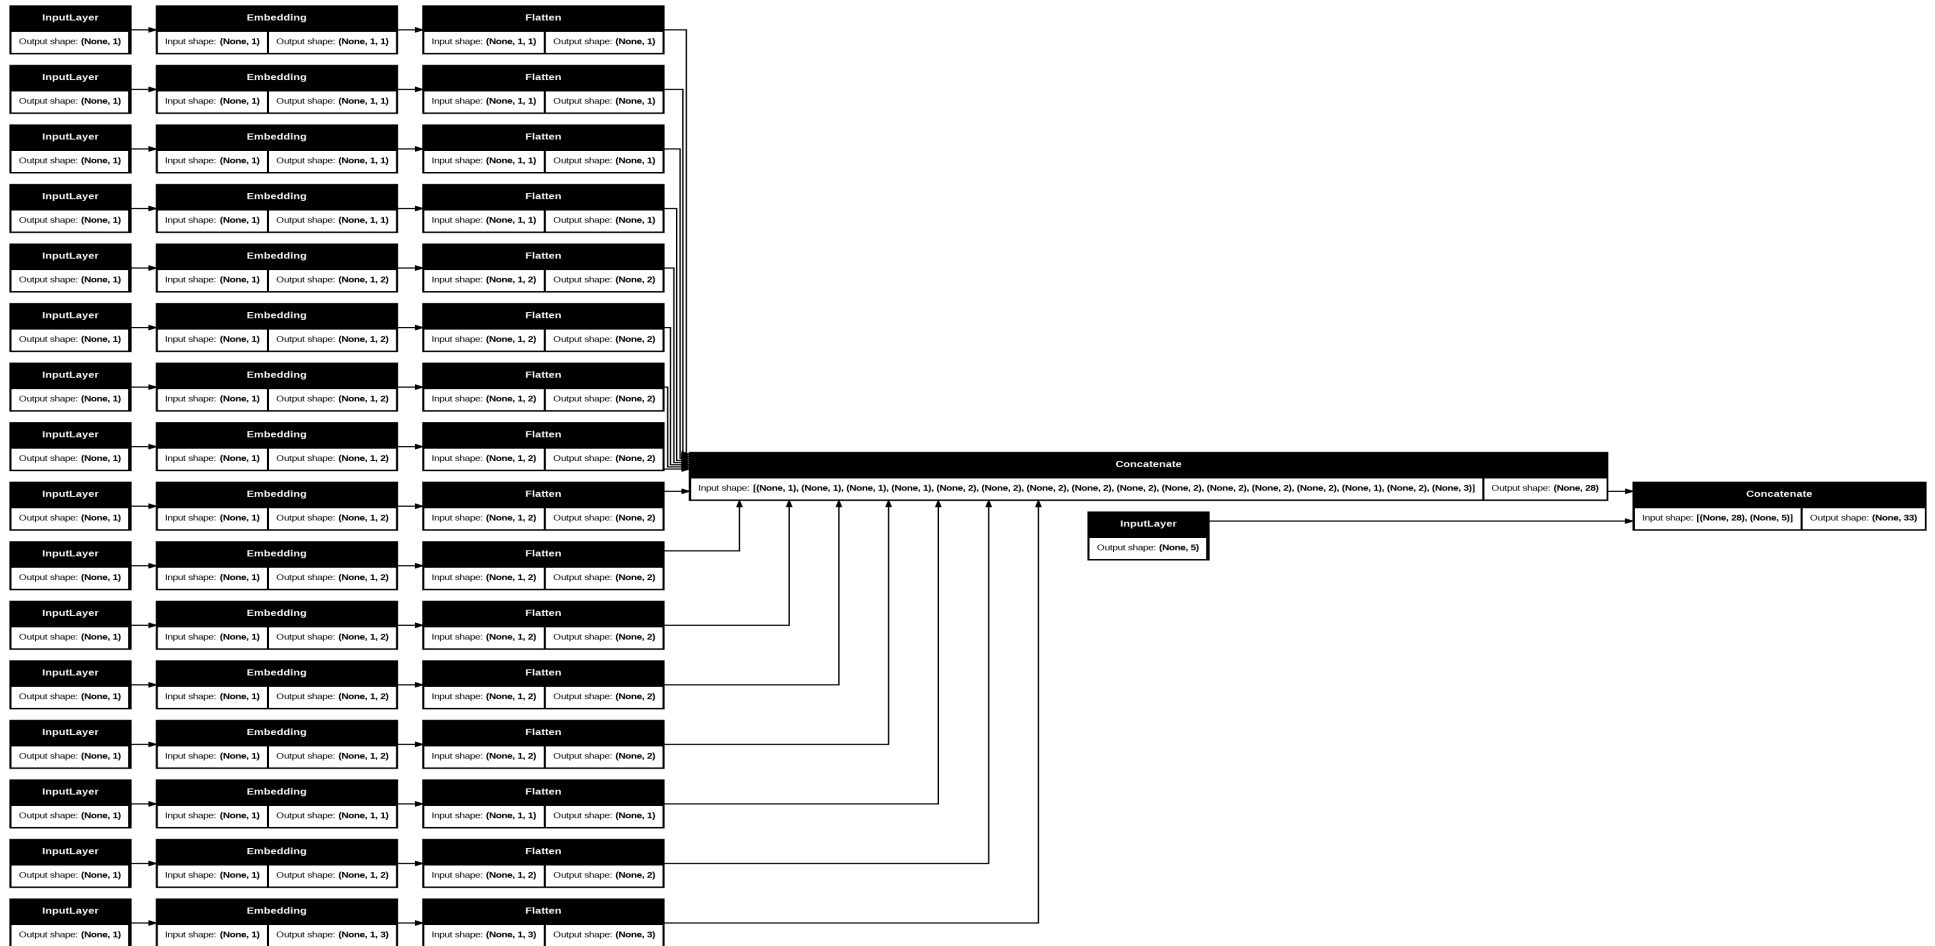 InputLayer Embedding Flatten
Output shape: (None, 1) Input shape: (None, 1) Output shape: (None, 1, 1) Input shape: (None, 1, 1) Output shape: (None, 1)
InputLayer Embedding Flatten
Output shape: (None, 1) Input shape: (None, 1) Output shape: (None, 1, 1) Input shape: (None, 1, 1) Output shape: (None, 1)
InputLayer Embedding Flatten
Output shape: (None, 1) Input shape: (None, 1) Output shape: (None, 1, 1) Input shape: (None, 1, 1) Output shape: (None, 1)
InputLayer Embedding Flatten
Output shape: (None, 1) Input shape: (None, 1) Output shape: (None, 1, 1) Input shape: (None, 1, 1) Output shape: (None, 1)
InputLayer Embedding Flatten
Output shape: (None, 1) Input shape: (None, 1) Output shape: (None, 1, 2) Input shape: (None, 1, 2) Output shape: (None, 2)
InputLayer Embedding Flatten
Output shape: (None, 1) Input shape: (None, 1) Output shape: (None, 1, 2) Input shape: (None, 1, 2) Output shape: (None, 2)
InputLayer Embedding Flatten
Output shape: (None, 1) Input shape: (None, 1) Output shape: (None, 1, 2) Input shape: (None, 1, 2) Output shape: (None, 2)
InputLayer Embedding Flatten
Output shape: (None, 1) Input shape: (None, 1) Output shape: (None, 1, 2) Input shape: (None, 1, 2) Output shape: (None, 2)
InputLayer Embedding Flatten
Output shape: (None, 1) Input shape: (None, 1) Output shape: (None, 1, 2) Input shape: (None, 1, 2) Output shape: (None, 2)
InputLayer Embedding Flatten
Output shape: (None, 1) Input shape: (None, 1) Output shape: (None, 1, 2) Input shape: (None, 1, 2) Output shape: (None, 2)
InputLayer Embedding Flatten
Output shape: (None, 1) Input shape: (None, 1) Output shape: (None, 1, 2) Input shape: (None, 1, 2) Output shape: (None, 2)
InputLayer Embedding Flatten
Output shape: (None, 1) Input shape: (None, 1) Output shape: (None, 1, 2) Input shape: (None, 1, 2) Output shape: (None, 2)
InputLayer Embedding Flatten
Output shape: (None, 1) Input shape: (None, 1) Output shape: (None, 1, 2) Input shape: (None, 1, 2) Output shape: (None, 2)
InputLayer Embedding Flatten
Output shape: (None, 1) Input shape: (None, 1) Output shape: (None, 1, 1) Input shape: (None, 1, 1) Output shape: (None, 1)
InputLayer Embedding Flatten
Output shape: (None, 1) Input shape: (None, 1) Output shape: (None, 1, 2) Input shape: (None, 1, 2) Output shape: (None, 2)
InputLayer Embedding Flatten
Output shape: (None, 1) Input shape: (None, 1) Output shape: (None, 1, 3) Input shape: (None, 1, 3) Output shape: (None, 3)
Concatenate
Input shape: [(None, 1), (None, 1), (None, 1), (None, 1), (None, 2), (None, 2), (None, 2), (None, 2), (None, 2), (None, 2), (None, 2), (None, 2), (None, 2), (None, 1), (None, 2), (None, 3)] Output shape: (None, 28)
InputLayer
Output shape: (None, 5)
Concatenate
Input shape: [(None, 28), (None, 5)] Output shape: (None, 33)